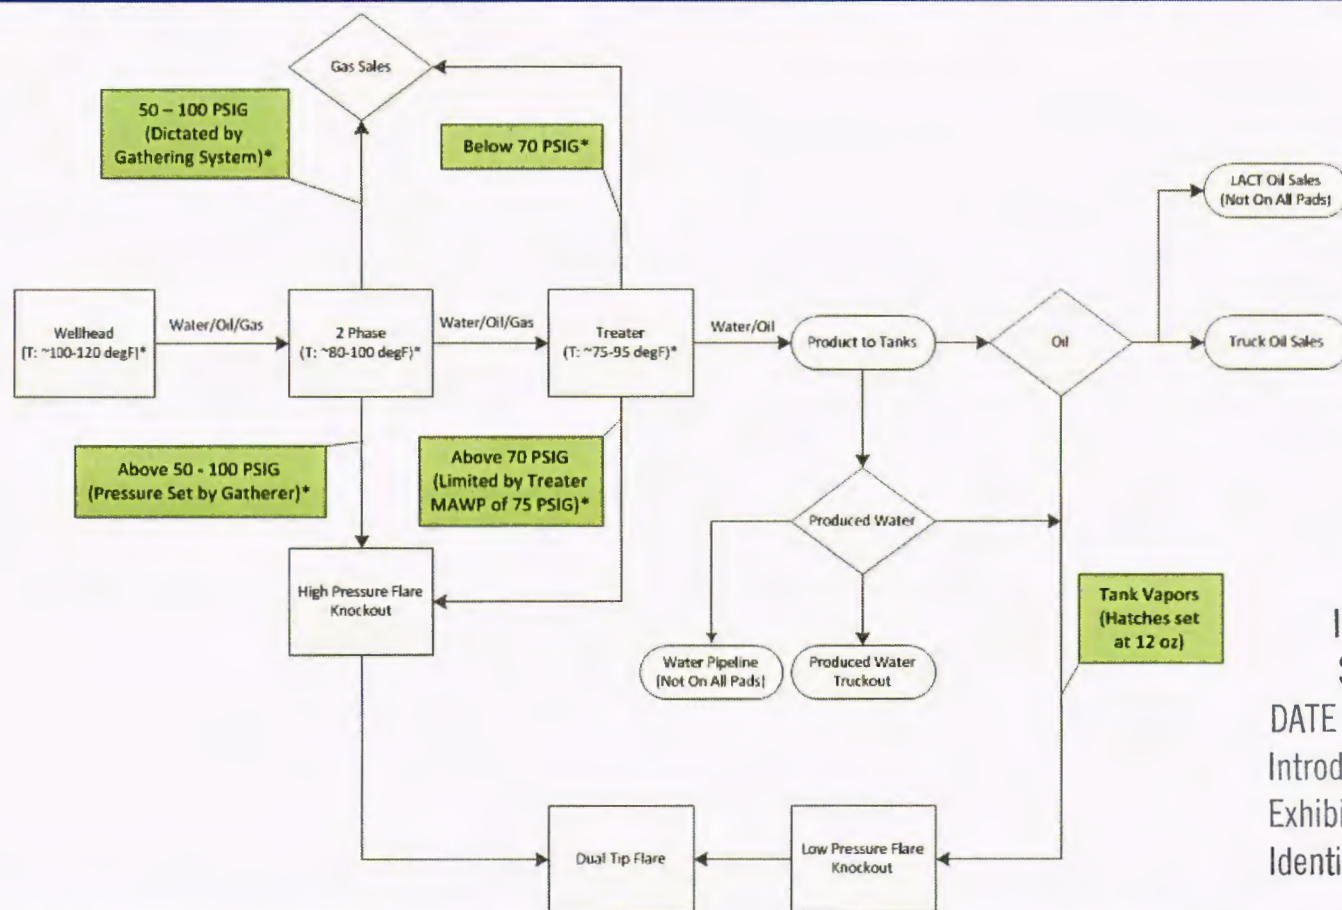 Gas Sales
50 – 100 PSIG
(Dictated by
Gathering System)*
Below 70 PSIG*
LACT Oil Sales
(Not On All Pads)
Wellhead
(T: ~100-120 degF)*
Water/Oil/Gas
2 Phase
(T: ~80-100 degF)*
Water/Oil/Gas
Treater
(T: ~75-95 degF)*
Water/Oil
Product to Tanks
Oil
Truck Oil Sales
Above 50 - 100 PSIG
(Pressure Set by Gatherer)*
Above 70 PSIG
(Limited by Treater
MAWP of 75 PSIG)*
Produced Water
High Pressure Flare
Knockout
Tank Vapors
(Hatches set
at 12 oz)
Water Pipeline
(Not On All Pads)
Produced Water
Truckout
DATE
Introd
Exhibi
Identi
Dual Tip Flare
Low Pressure Flare
Knockout